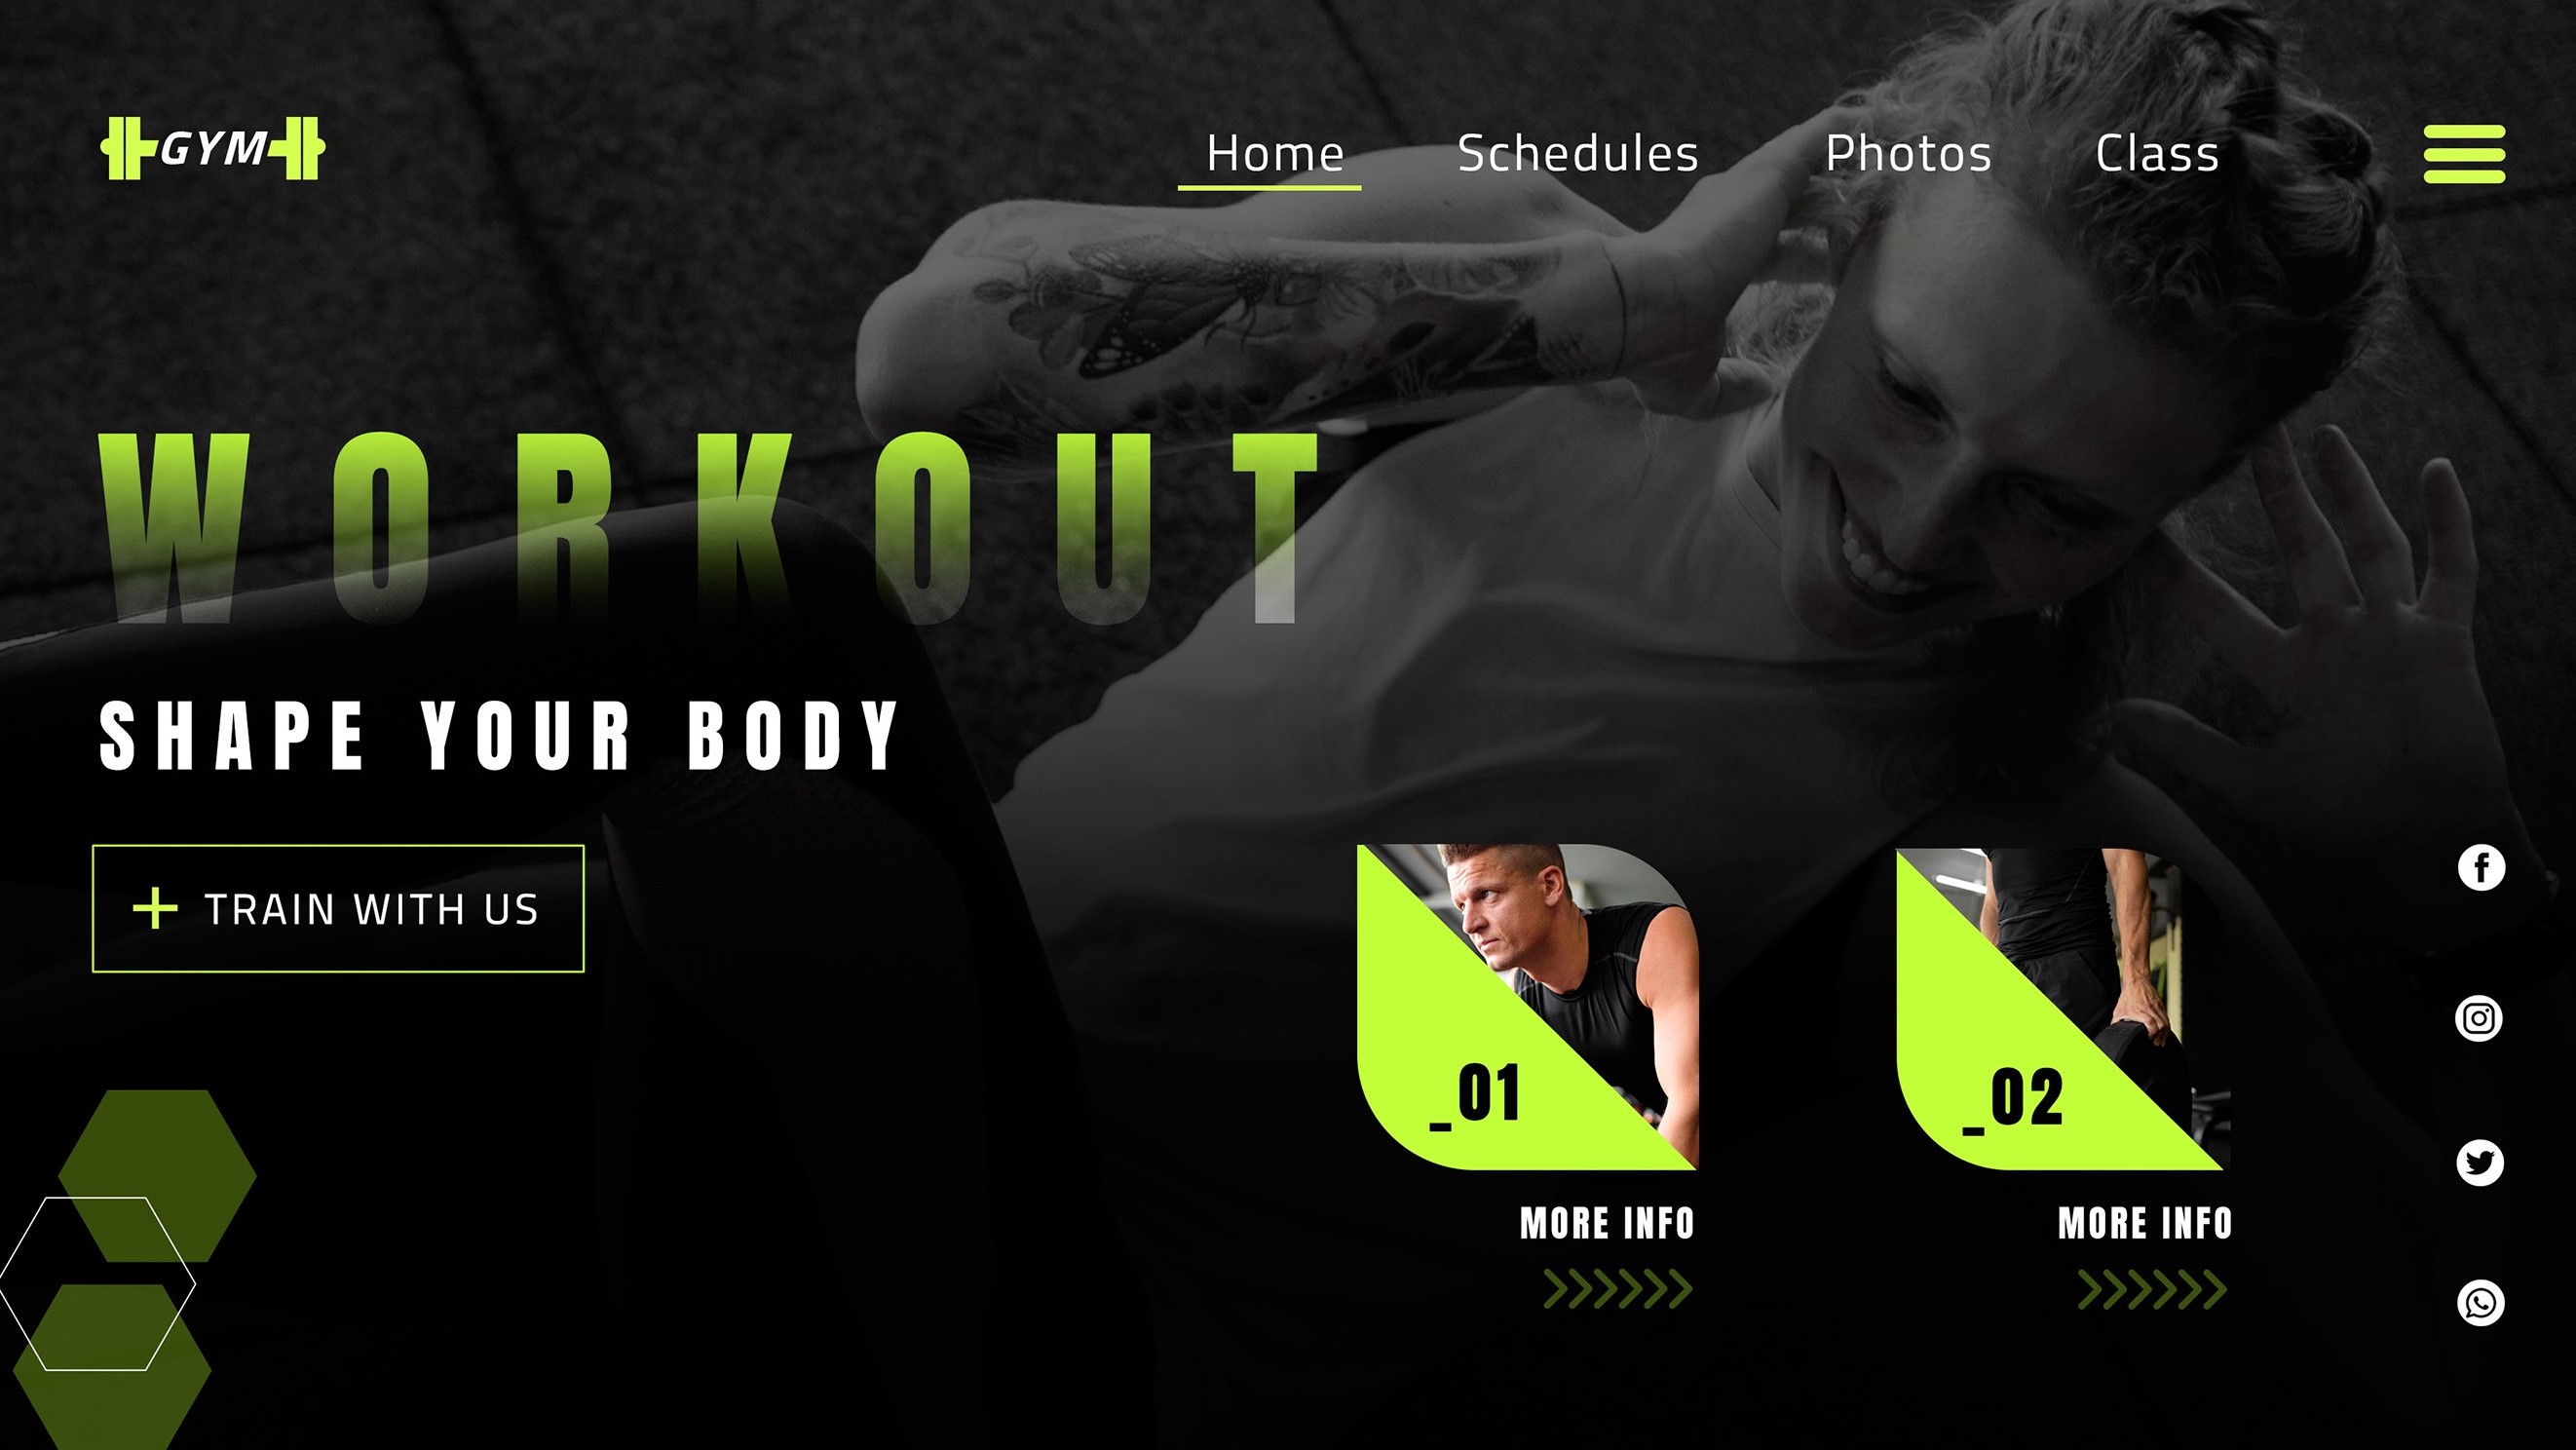 GYM
Home Schedules Photos Class
WORKOUT
SHAPE YOUR BODY
+ TRAIN WITH US
_01
_02
MORE INFO
MORE INFO